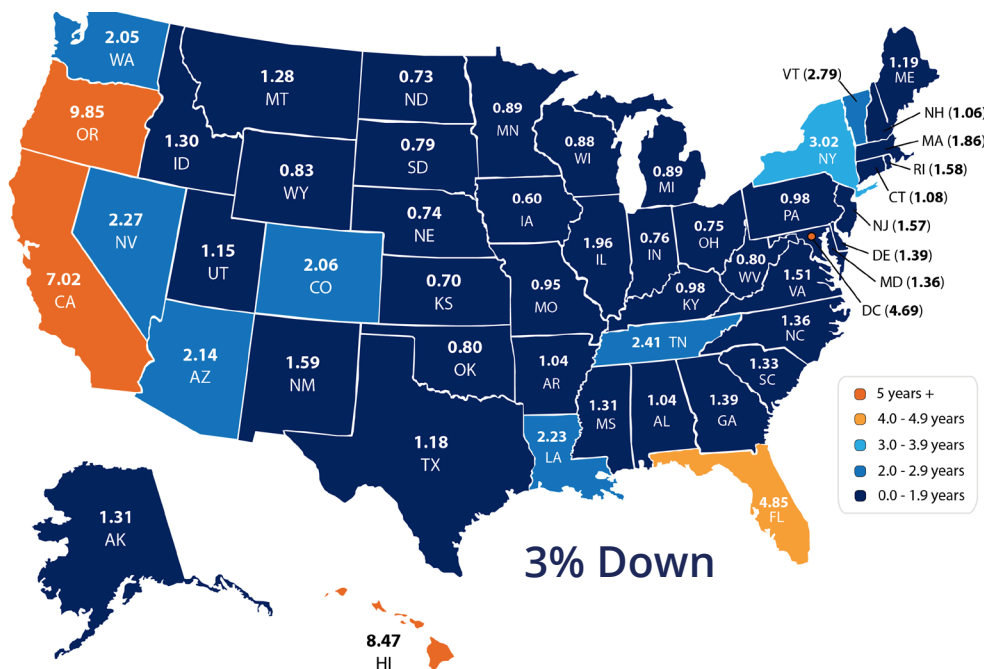 2.05
WA
9.85
OR
7.02
CA
2.27
NV
1.30
ID
1.28
MT
0.83
WY
1.15
UT
2.06
CO
2.14
AZ
1.59
NM
0.73
ND
0.79
SD
0.74
NE
0.70
KS
0.80
OK
1.18
TX
0.89
MN
0.60
IA
0.95
MO
1.04
AR
2.23
LA
0.88
WI
1.96
IL
0.89
MI
0.76
IN
0.75
OH
0.98
KY
2.41 TN
1.31
MS
1.04
AL
1.39
GA
4.85
FL
1.33
SC
1.36
NC
1.51
VA
0.80
WV
0.98
PA
3.02
NY
1.19
ME
VT (2.79)
NH (1.06)
MA (1.86)
RI (1.58)
CT (1.08)
NJ (1.57)
DE (1.39)
MD (1.36)
DC (4.69)
5 years +
4.0 - 4.9 years
3.0 - 3.9 years
2.0 - 2.9 years
0.0 - 1.9 years
1.31
AK
8.47
HI
3% Down